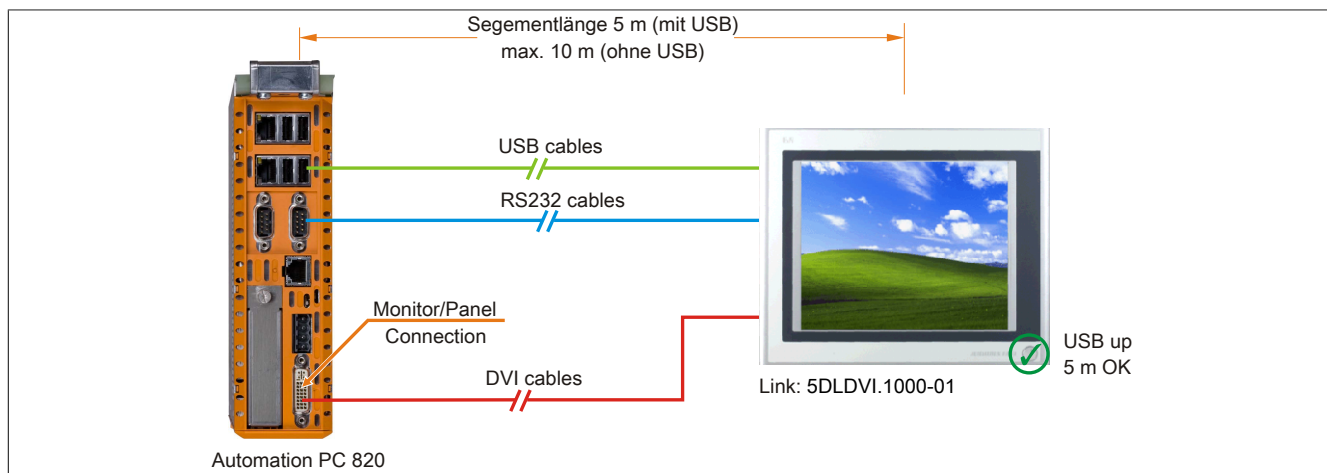 Segementlänge 5 m (mit USB)
max. 10 m (ohne USB)
USB cables
RS232 cables
Monitor/Panel
Connection
DVI cables
USB up
5 m OK
Link: 5DLDVI.1000-01
Automation PC 820